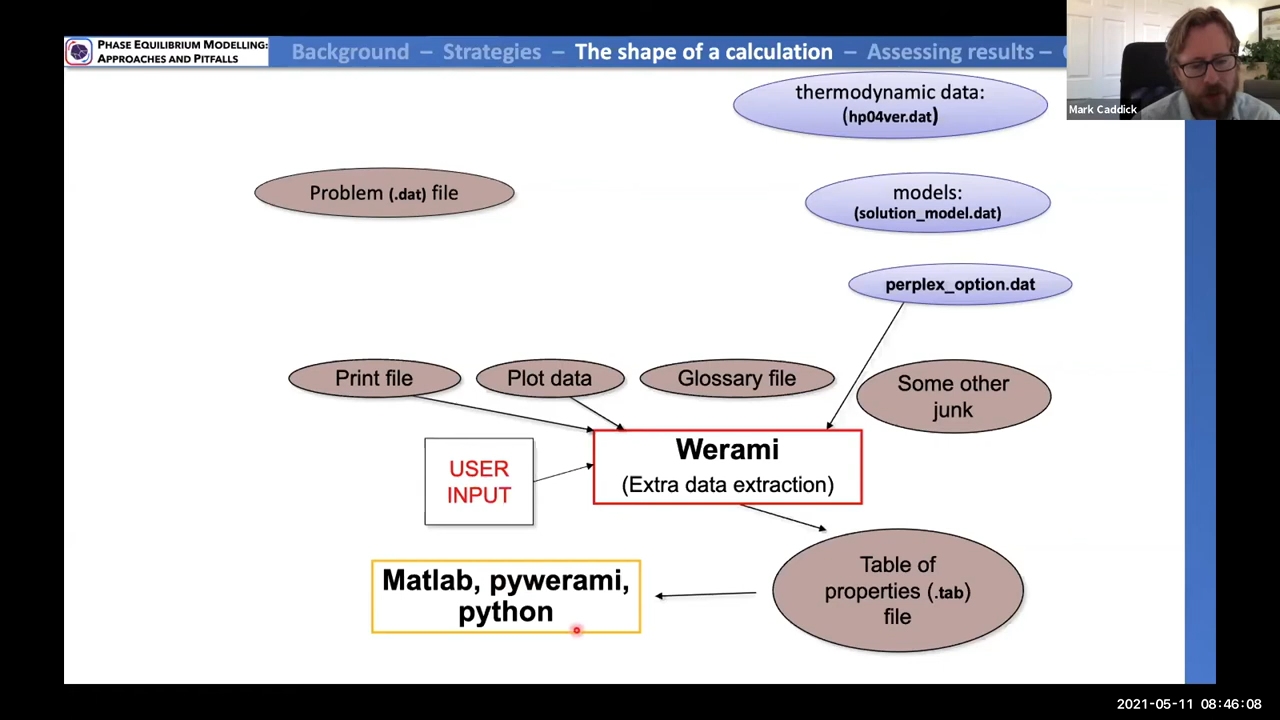 PHASE EQUILIBRIUM MODELLING:
APPROACHES AND PITFALLS
Background – Strategies – The shape of a calculation – Assessing results –
Mark Caddick
thermodynamic data:
(hp04ver.dat)
Problem (.dat) file
models:
(solution_model.dat)
perplex_option.dat
Print file
Plot data
Glossary file
Some other
junk
USER
INPUT
Werami
(Extra data extraction)
Matlab, pywerami,
python
Table of
properties (.tab)
file
2021-05-11 08:46:08